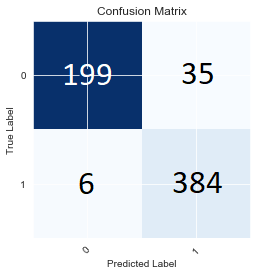 Confusion Matrix
True Label
0
199
35
1
6
384
0
1
Predicted Label